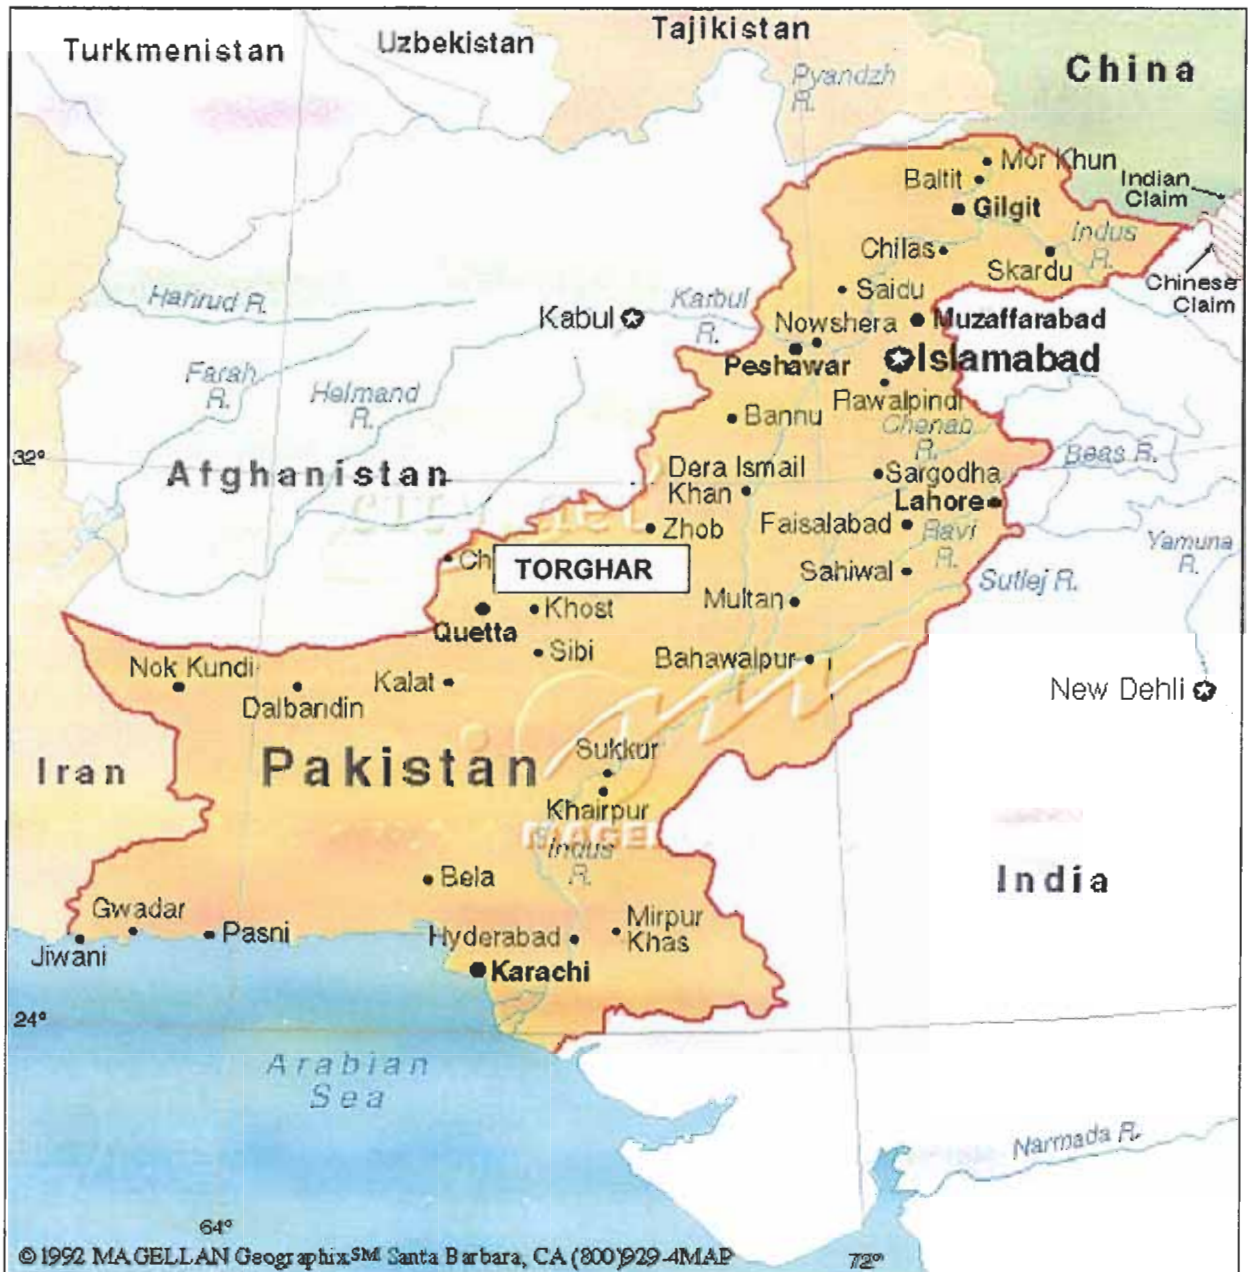 Turkmenistan
Uzbekistan
Tajikistan
China
Pyandzh
R.
Mor Khun
Baltit
Gilgit
Indian
Claim
Indus
R.
Chilas
Skardu
Chinese
Claim
Harirud R.
Kabul
Karbul
R.
Saidu
Nowshera
Muzaffarabad
Peshawar
Islamabad
Farah
R.
Helmand
R.
Rawalpindi
Bannu
Chenab
R.
32°
Afghanistan
Dera Ismail
Khan
Sargodha
Beas R.
Lahore
Zhob
Faisalabad
Ravi
R.
Yamuna
R.
Ch
TORGHAR
Sahiwal
Sutlej R.
Khost
Multan
Quetta
Sibi
Bahawalpur
Nok Kundi
Kalat
Dalbandin
New Dehli
Iran
Pakistan
Sukkur
Khairpur
MAGEL
Indus
R.
Bela
India
Gwadar
Pasni
Hyderabad
Mirpur
Khas
Jiwani
Karachi
24°
Arabian
Sea
Narmada R.
64°
72°
©1992 MAGELLAN Geographix℠ Santa Barbara, CA (800)929-4MAP